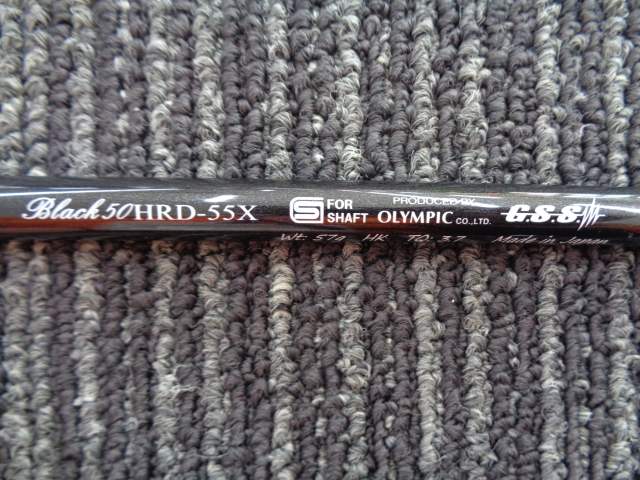 Black 50 HRD-55X
S FOR SHAFT
PRODUCED BY
OLYMPIC CO.,LTD.
G.S.S
Wt: 57g HK TQ: 3.7 Made in Japan